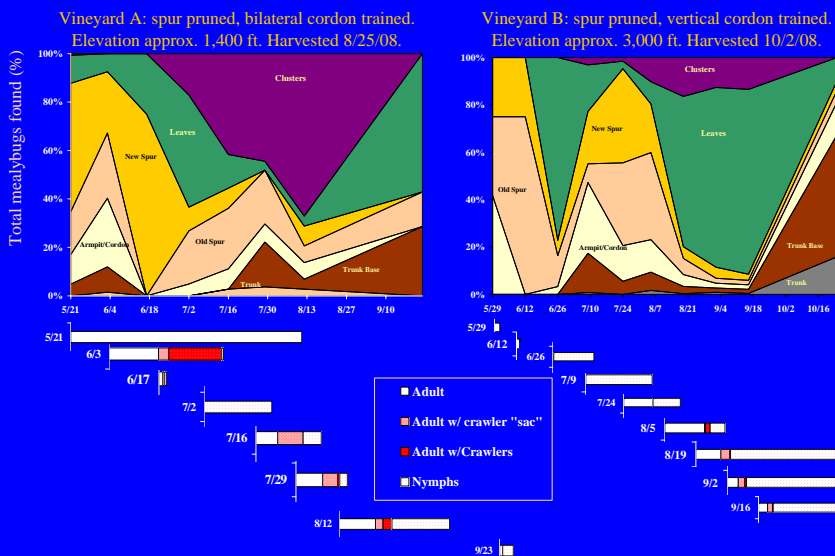 Vineyard A: spur pruned, bilateral cordon trained.
Elevation approx. 1,400 ft. Harvested 8/25/08.
Vineyard B: spur pruned, vertical cordon trained.
Elevation approx. 3,000 ft. Harvested 10/2/08.
Total mealybugs found (%)
100%
80%
60%
40%
20%
0%
Clusters
Leaves
New Spur
Old Spur
Armpit/Cordon
Trunk Base
Trunk
5/21 6/4 6/18 7/2 7/16 7/30 8/13 8/27 9/10
100%
80%
60%
40%
20%
0%
Clusters
Leaves
New Spur
Old Spur
Armpit/Cordon
Trunk Base
Trunk
5/29 6/12 6/26 7/10 7/24 8/7 8/21 9/4 9/18 10/2 10/16
5/21
6/3
6/17
7/2
7/16
7/29
8/12
9/23
5/29
6/12
6/26
7/9
7/24
8/5
8/19
9/2
9/16
Adult
Adult w/ crawler "sac"
Adult w/Crawlers
Nymphs